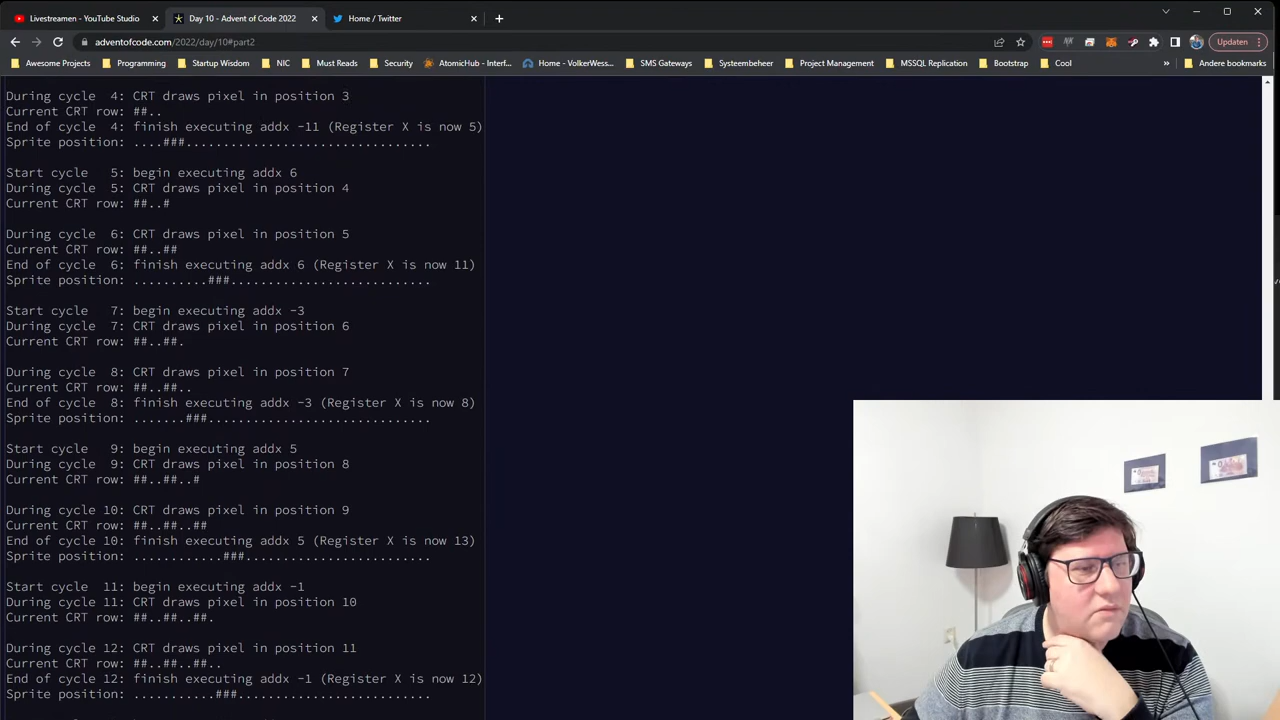 Livestreamen - YouTube Studio
Day 10 - Advent of Code 2022
Home / Twitter
adventofcode.com/2022/day/10#part2
Updaten
Awesome Projects
Programming
Startup Wisdom
NIC
Must Reads
Security
AtomicHub - Interf...
Home - VolkerWess...
SMS Gateways
Systeembeheer
Project Management
MSSQL Replication
Bootstrap
Cool
»
Andere bookmarks
During cycle  4: CRT draws pixel in position 3
Current CRT row: ##..
End of cycle  4: finish executing addx -11 (Register X is now 5)
Sprite position: ....###.................................
Start cycle   5: begin executing addx 6
During cycle  5: CRT draws pixel in position 4
Current CRT row: ##..#
During cycle  6: CRT draws pixel in position 5
Current CRT row: ##..##
End of cycle  6: finish executing addx 6 (Register X is now 11)
Sprite position: ..........###...........................
Start cycle   7: begin executing addx -3
During cycle  7: CRT draws pixel in position 6
Current CRT row: ##..##.
During cycle  8: CRT draws pixel in position 7
Current CRT row: ##..##..
End of cycle  8: finish executing addx -3 (Register X is now 8)
Sprite position: .......###..............................
Start cycle   9: begin executing addx 5
During cycle  9: CRT draws pixel in position 8
Current CRT row: ##..##..#
During cycle 10: CRT draws pixel in position 9
Current CRT row: ##..##..##
End of cycle 10: finish executing addx 5 (Register X is now 13)
Sprite position: ............###.........................
Start cycle  11: begin executing addx -1
During cycle 11: CRT draws pixel in position 10
Current CRT row: ##..##..##.
During cycle 12: CRT draws pixel in position 11
Current CRT row: ##..##..##..
End of cycle 12: finish executing addx -1 (Register X is now 12)
Sprite position: ...........###..........................